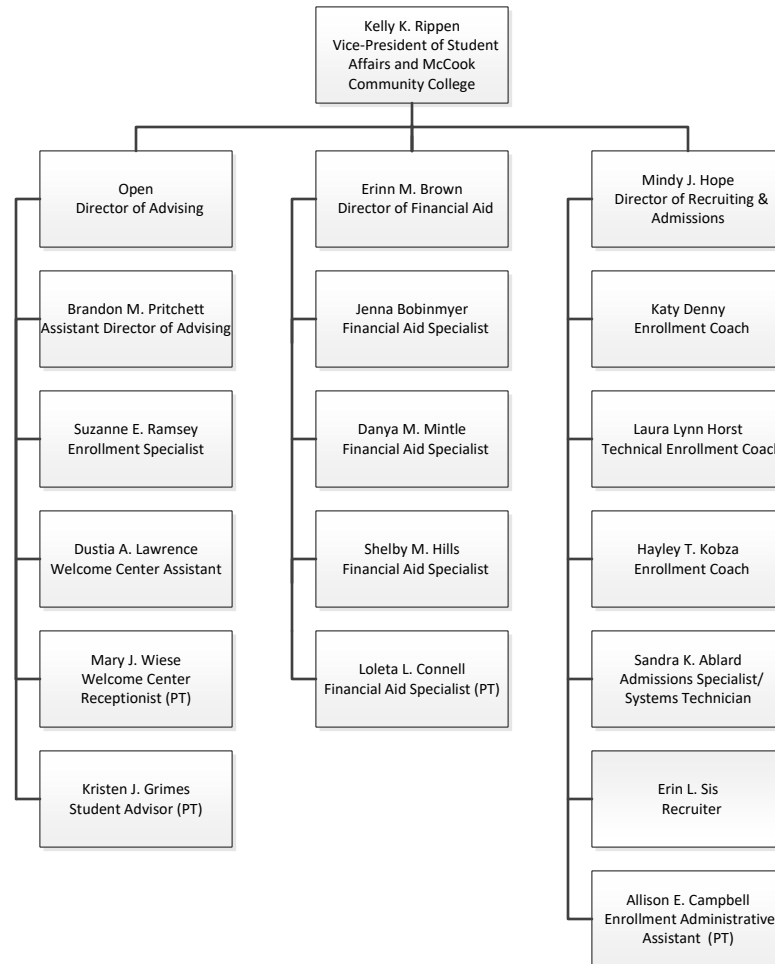 Kelly K. Rippen
Vice-President of Student
Affairs and McCook
Community College
Open
Director of Advising
Brandon M. Pritchett
Assistant Director of Advising
Suzanne E. Ramsey
Enrollment Specialist
Dustia A. Lawrence
Welcome Center Assistant
Mary J. Wiese
Welcome Center
Receptionist (PT)
Kristen J. Grimes
Student Advisor (PT)
Erinn M. Brown
Director of Financial Aid
Jenna Bobinmyer
Financial Aid Specialist
Danya M. Mintle
Financial Aid Specialist
Shelby M. Hills
Financial Aid Specialist
Loleta L. Connell
Financial Aid Specialist (PT)
Mindy J. Hope
Director of Recruiting &
Admissions
Katy Denny
Enrollment Coach
Laura Lynn Horst
Technical Enrollment Coach
Hayley T. Kobza
Enrollment Coach
Sandra K. Ablard
Admissions Specialist/
Systems Technician
Erin L. Sis
Recruiter
Allison E. Campbell
Enrollment Administrative
Assistant (PT)